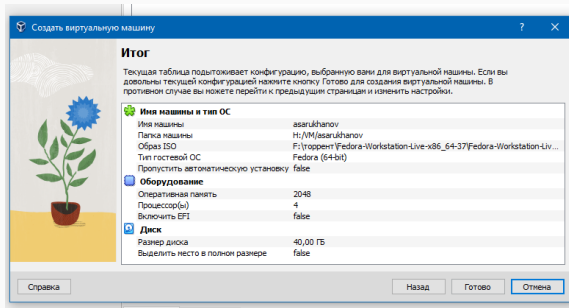 Создать виртуальную машину
Итог
Текущая таблица подытоживает конфигурацию, выбранную вами для виртуальной машины. Если вы
довольны текущей конфигурацией нажмите кнопку Готово для создания виртуальной машины. В
противном случае вы можете перейти к предыдущим страницам и изменить настройки.
Имя машины и тип ОС
Имя машины asarukhanov
Папка машины H:/VM/asarukhanov
Образ ISO F:\торрент\Fedora-Workstation-Live-x86_64-37\Fedora-Workstation-Liv...
Тип гостевой ОС Fedora (64-bit)
Пропустить автоматическую установку false
Оборудование
Оперативная память 2048
Процессор(ы) 4
Включить EFI false
Диск
Размер диска 40,00 ГБ
Выделить место в полном размере false
Справка Назад Готово Отмена